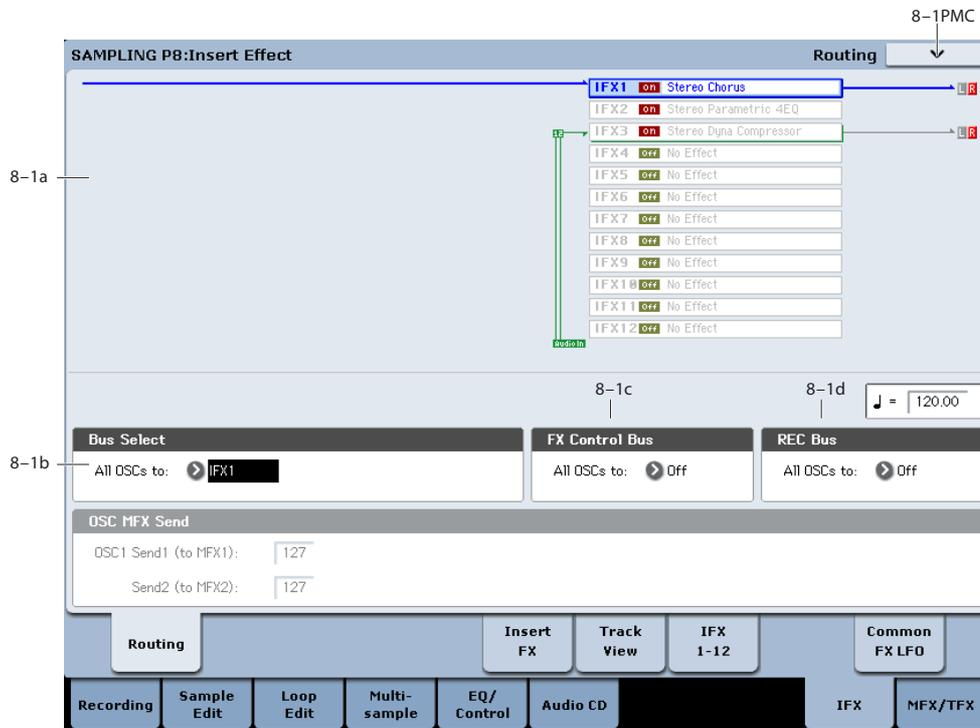 8–1PMC
SAMPLING P8:Insert Effect
Routing
IFX1 on Stereo Chorus
L R
IFX2 on Stereo Parametric 4EQ
IFX3 on Stereo Dyna Compressor
L R
IFX4 Off No Effect
8–1a
IFX5 Off No Effect
IFX6 Off No Effect
IFX7 Off No Effect
IFX8 Off No Effect
IFX9 Off No Effect
IFX10 Off No Effect
IFX11 Off No Effect
IFX12 Off No Effect
Audio In
8–1c
8–1d
♩ = 120.00
Bus Select
FX Control Bus
REC Bus
8–1b
All OSCs to: IFX1
All OSCs to: Off
All OSCs to: Off
OSC MFX Send
OSC1 Send1 (to MFX1): 127
Send2 (to MFX2): 127
Routing
Insert
FX
Track
View
IFX
1-12
Common
FX LFO
Recording
Sample
Edit
Loop
Edit
Multi-
sample
EQ/
Control
Audio CD
IFX
MFX/TFX